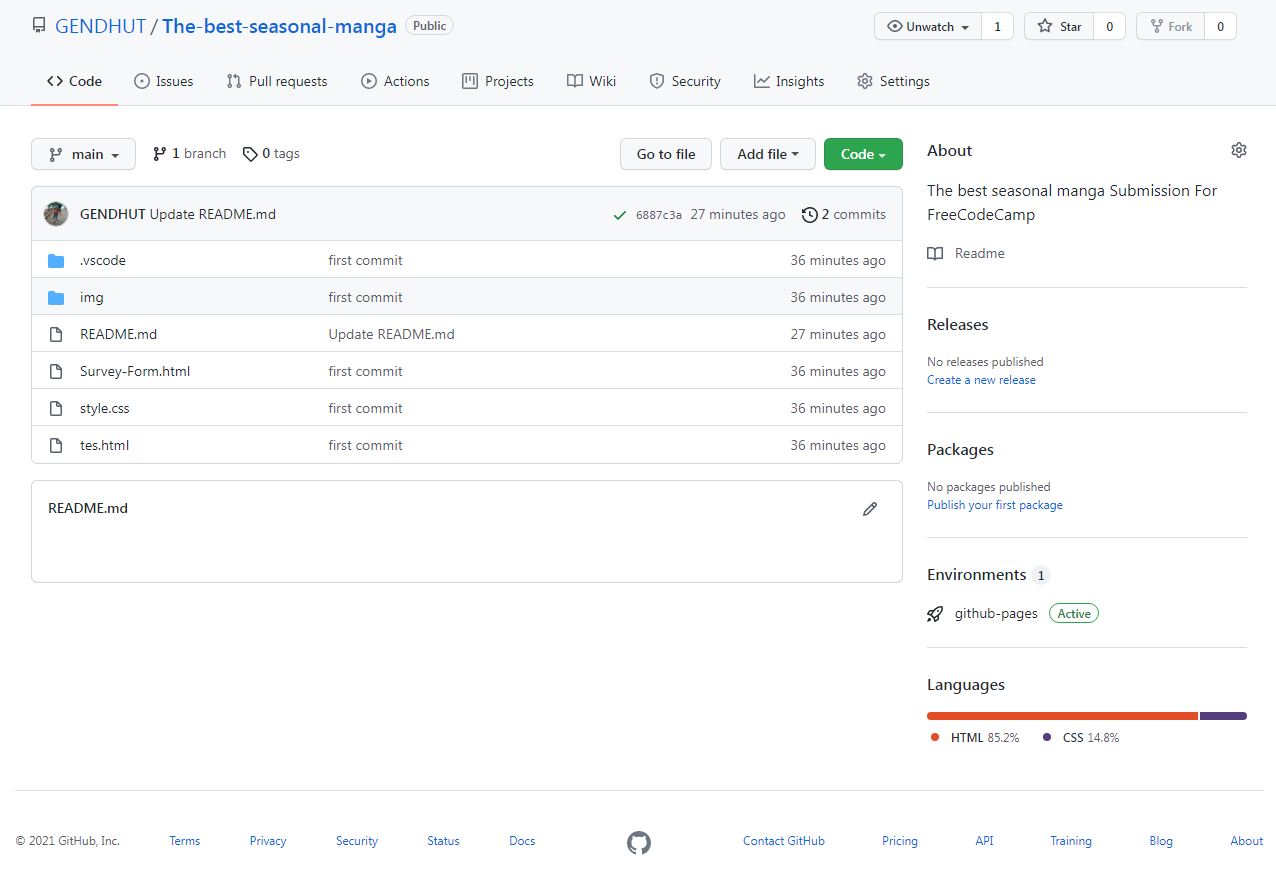 GENDHUT / The-best-seasonal-manga Public
Unwatch 1 Star 0 Fork 0
Code Issues Pull requests Actions Projects Wiki Security Insights Settings
main 1 branch 0 tags Go to file Add file Code
GENDHUT Update README.md 6887c3a 27 minutes ago 2 commits
.vscode first commit 36 minutes ago
img first commit 36 minutes ago
README.md Update README.md 27 minutes ago
Survey-Form.html first commit 36 minutes ago
style.css first commit 36 minutes ago
tes.html first commit 36 minutes ago
README.md
About
The best seasonal manga Submission For
FreeCodeCamp
Readme
Releases
No releases published
Create a new release
Packages
No packages published
Publish your first package
Environments 1
github-pages Active
Languages
HTML 85.2% CSS 14.8%
© 2021 GitHub, Inc. Terms Privacy Security Status Docs Contact GitHub Pricing API Training Blog About